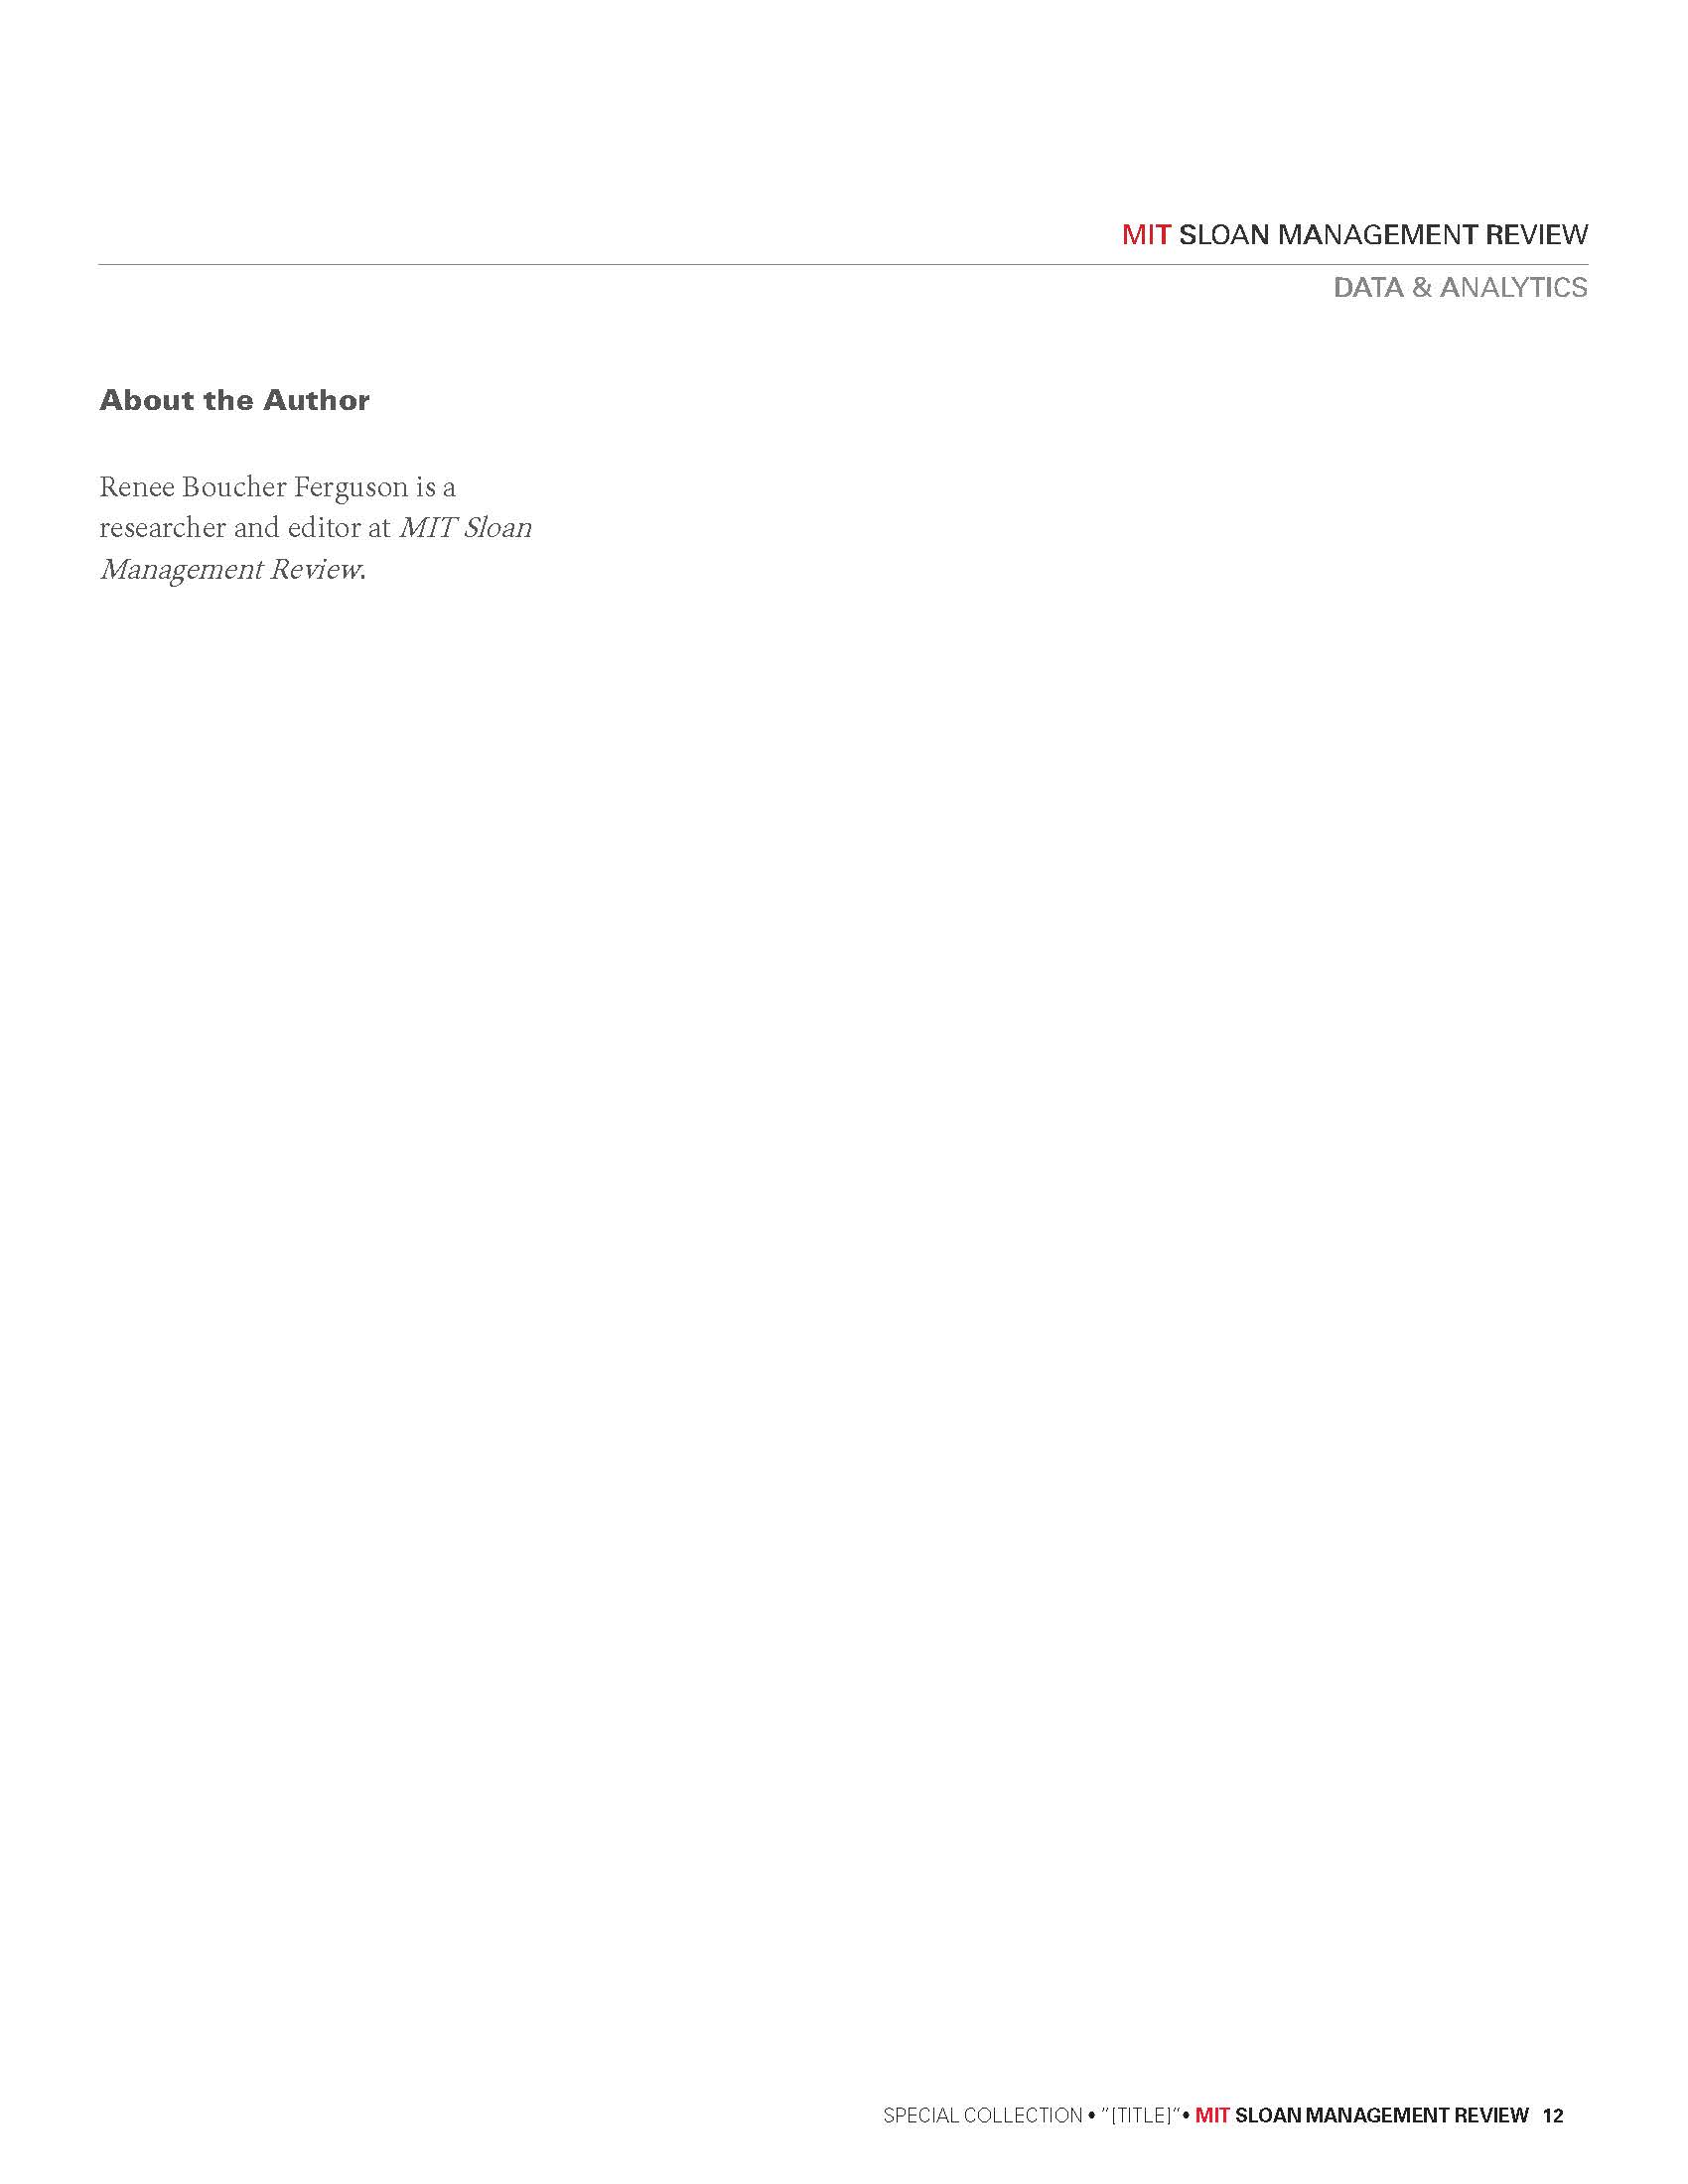 MIT SLOAN MANAGEMENT REVIEW
DATA & ANALYTICS
About the Author
Renee Boucher Ferguson is a
researcher and editor at MIT Sloan
Management Review.
SPECIAL COLLECTION • "[TITLE]"• MIT SLOAN MANAGEMENT REVIEW 12